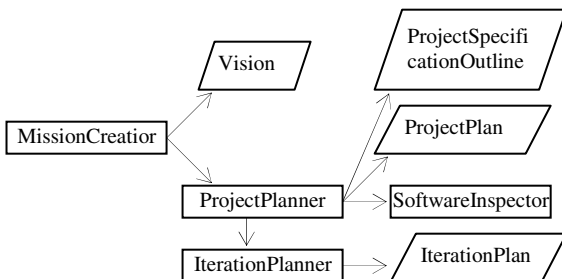 ProjectSpecifi
cationOutline
Vision
ProjectPlan
MissionCreatior
ProjectPlanner
SoftwareInspector
IterationPlanner
IterationPlan